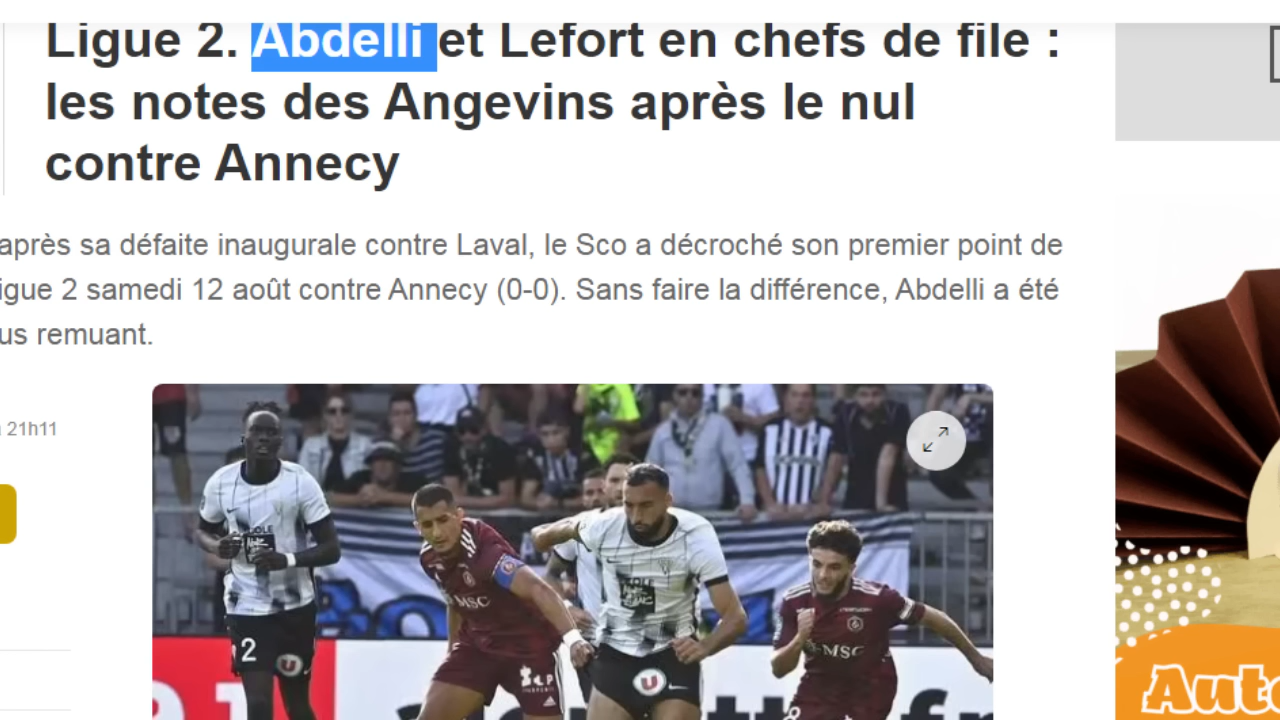 Ligue 2. Abdelli et Lefort en chefs de file :
les notes des Angevins après le nul
contre Annecy
après sa défaite inaugurale contre Laval, le Sco a décroché son premier point de
igue 2 samedi 12 août contre Annecy (0-0). Sans faire la différence, Abdelli a été
us remuant.
21h11
MSC
MSC
2
U
U
8
Aut